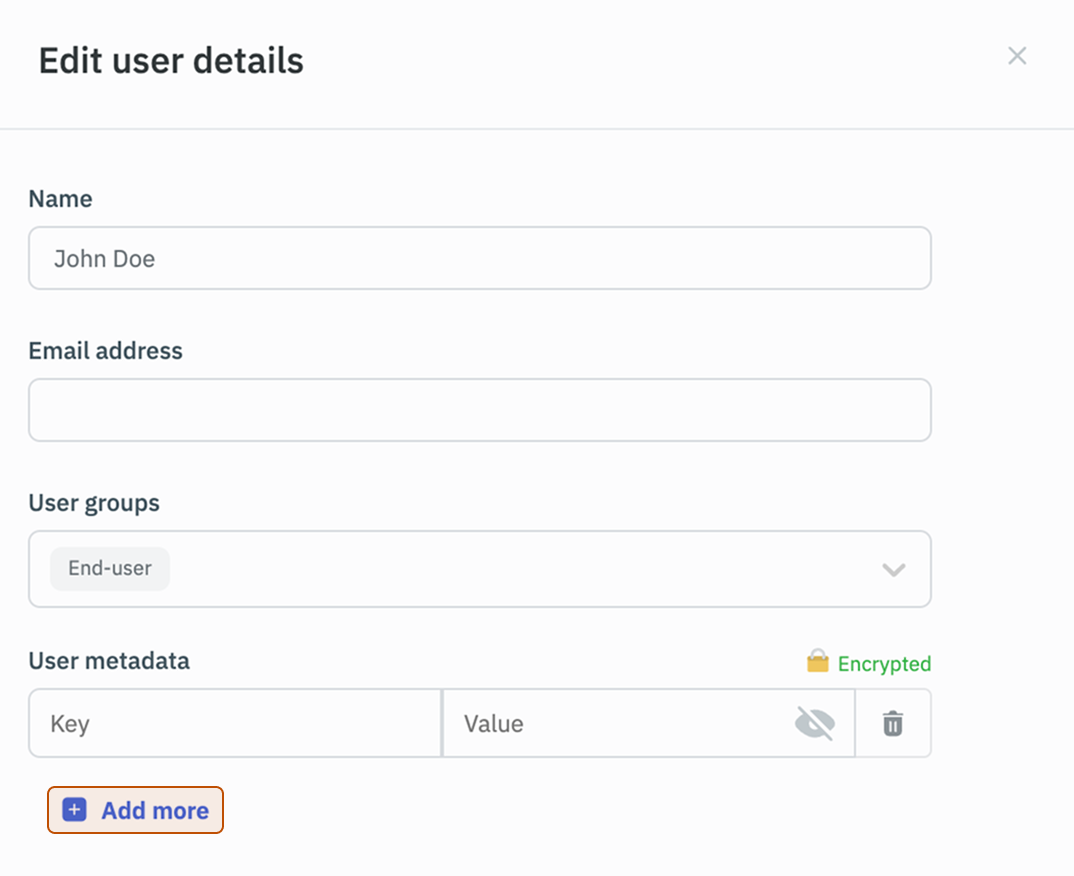 Edit user details
Name
John Doe
Email address
User groups
End-user
User metadata
Encrypted
Key
Value
Add more